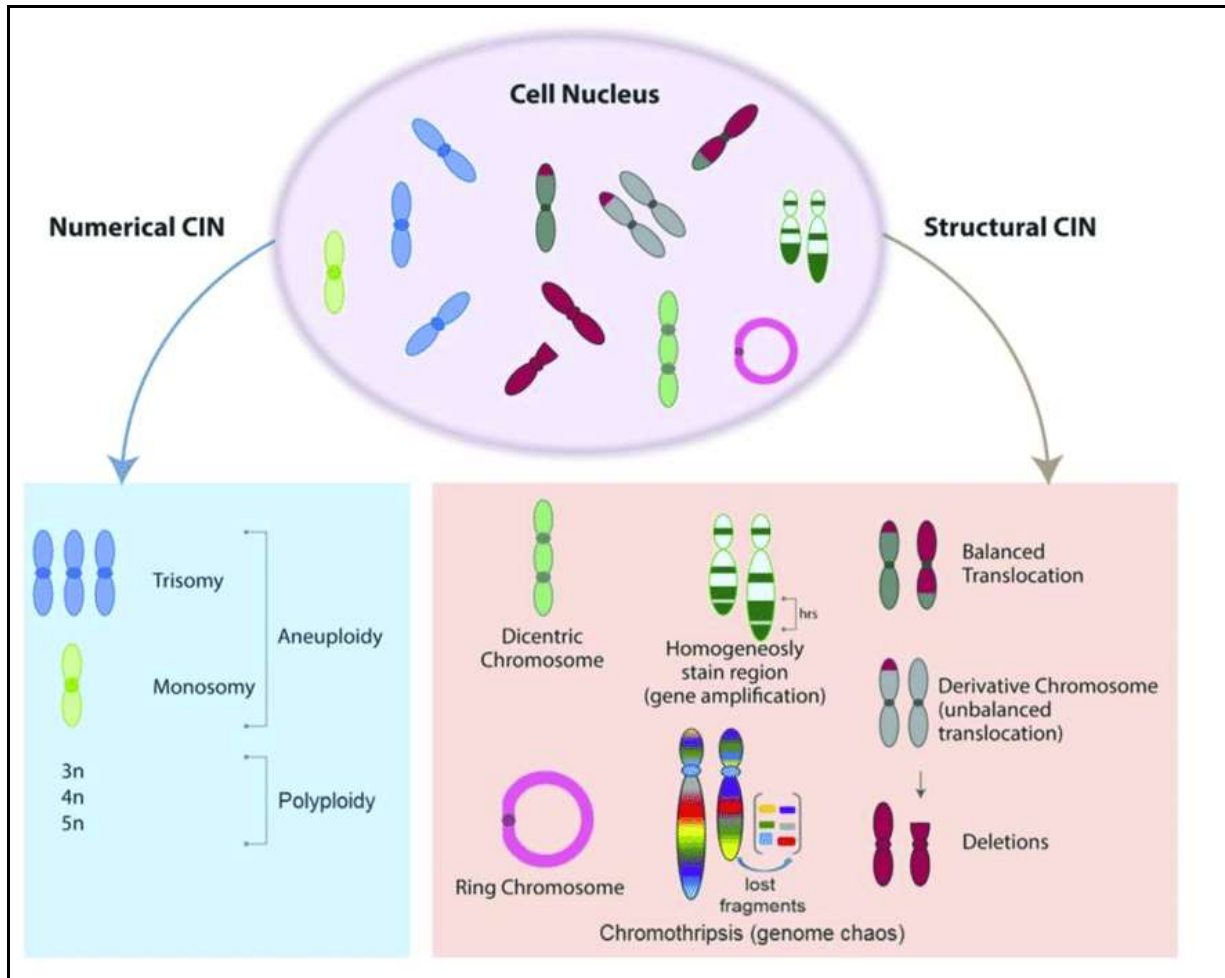 Cell Nucleus
Numerical CIN
Structural CIN
Trisomy
Aneuploidy
Monosomy
3n
4n
5n
Polyploidy
Dicentric
Chromosome
hrs
Homogeneosly
stain region
(gene amplification)
Balanced
Translocation
Derivative Chromosome
(unbalanced
translocation)
Deletions
Ring Chromosome
lost
fragments
Chromothripsis (genome chaos)